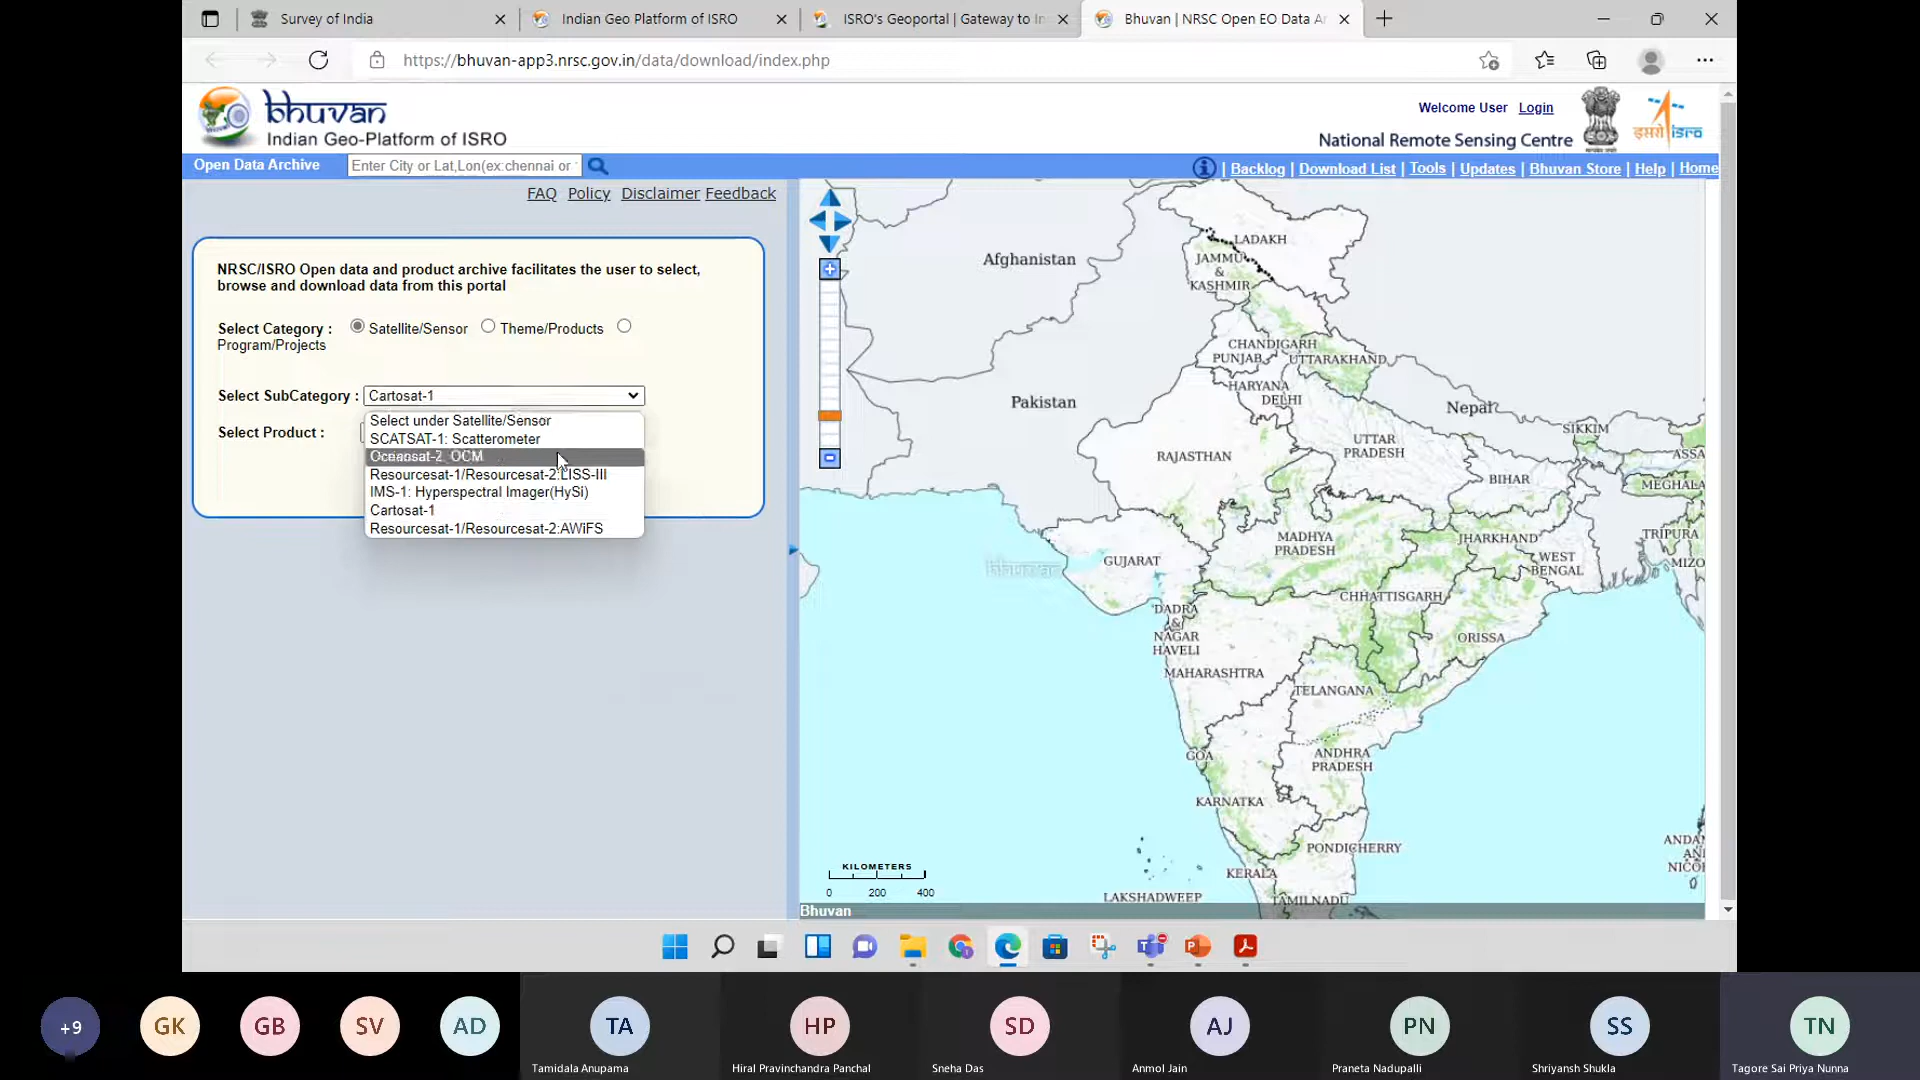 Survey of India
Indian Geo Platform of ISRO
ISRO's Geoportal | Gateway to In
Bhuvan | NRSC Open EO Data Ar
https://bhuvan-app3.nrsc.gov.in/data/download/index.php
bhuvan
Indian Geo-Platform of ISRO
Welcome User Login
National Remote Sensing Centre
इसरो isro
Open Data Archive
Enter City or Lat,Lon(ex:chennai or
| Backlog | Download List | Tools | Updates | Bhuvan Store | Help | Home
FAQ Policy Disclaimer Feedback
NRSC/ISRO Open data and product archive facilitates the user to select,
browse and download data from this portal
Select Category : Satellite/Sensor Theme/Products
Program/Projects
Select SubCategory : Cartosat-1
Select Product :
Select under Satellite/Sensor
SCATSAT-1: Scatterometer
Oceansat-2 OCM
Resourcesat-1/Resourcesat-2:LISS-III
IMS-1: Hyperspectral Imager(HySI)
Cartosat-1
Resourcesat-1/Resourcesat-2:AWiFS
Afghanistan
LADAKH
JAMMU
&
KASHMIR
CHANDIGARH
PUNJAB
UTTARAKHAND
HARYANA
DELHI
Pakistan
Nepal
SIKKIM
UTTAR
PRADESH
RAJASTHAN
ASSA
BIHAR
MEGHALA
MADHYA
PRADESH
JHARKHAND
TRIPURA
GUJARAT
WEST
BENGAL
MIZO
bhuvan
CHHATTISGARH
DADRA
&
NAGAR
HAVELI
ORISSA
MAHARASHTRA
TELANGANA
GOA
ANDHRA
PRADESH
KARNATKA
PONDICHERRY
ANDA
AN
NICO
KERALA
LAKSHADWEEP
TAMILNADU
KILOMETERS
0 200 400
Bhuvan
+9
GK
GB
SV
AD
TA
HP
SD
AJ
PN
SS
TN
Tamidala Anupama
Hiral Pravinchandra Panchal
Sneha Das
Anmol Jain
Praneta Nadupalli
Shriyansh Shukla
Tagore Sai Priya Nunna